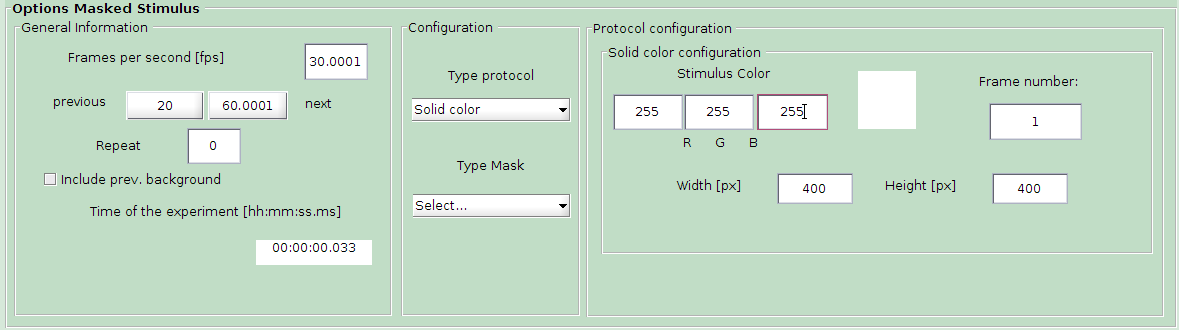 Options Masked Stimulus
General Information
Frames per second [fps]
30.0001
previous
20
60.0001
next
Repeat
0
Include prev. background
Time of the experiment [hh:mm:ss.ms]
00:00:00.033
Configuration
Type protocol
Solid color
Type Mask
Select...
Protocol configuration
Solid color configuration
Stimulus Color
255
255
255
R G B
Frame number:
1
Width [px]
400
Height [px]
400